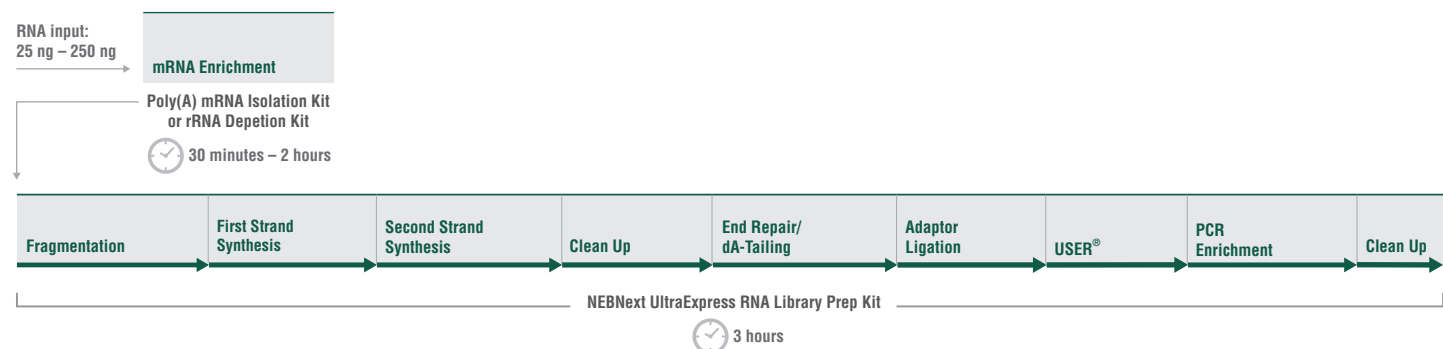 RNA input:
25 ng – 250 ng
mRNA Enrichment
Poly(A) mRNA Isolation Kit
or rRNA Depetion Kit
30 minutes – 2 hours
Fragmentation
First Strand
Synthesis
Second Strand
Synthesis
Clean Up
End Repair/
dA-Tailing
Adaptor
Ligation
USER®
PCR
Enrichment
Clean Up
NEBNext UltraExpress RNA Library Prep Kit
3 hours